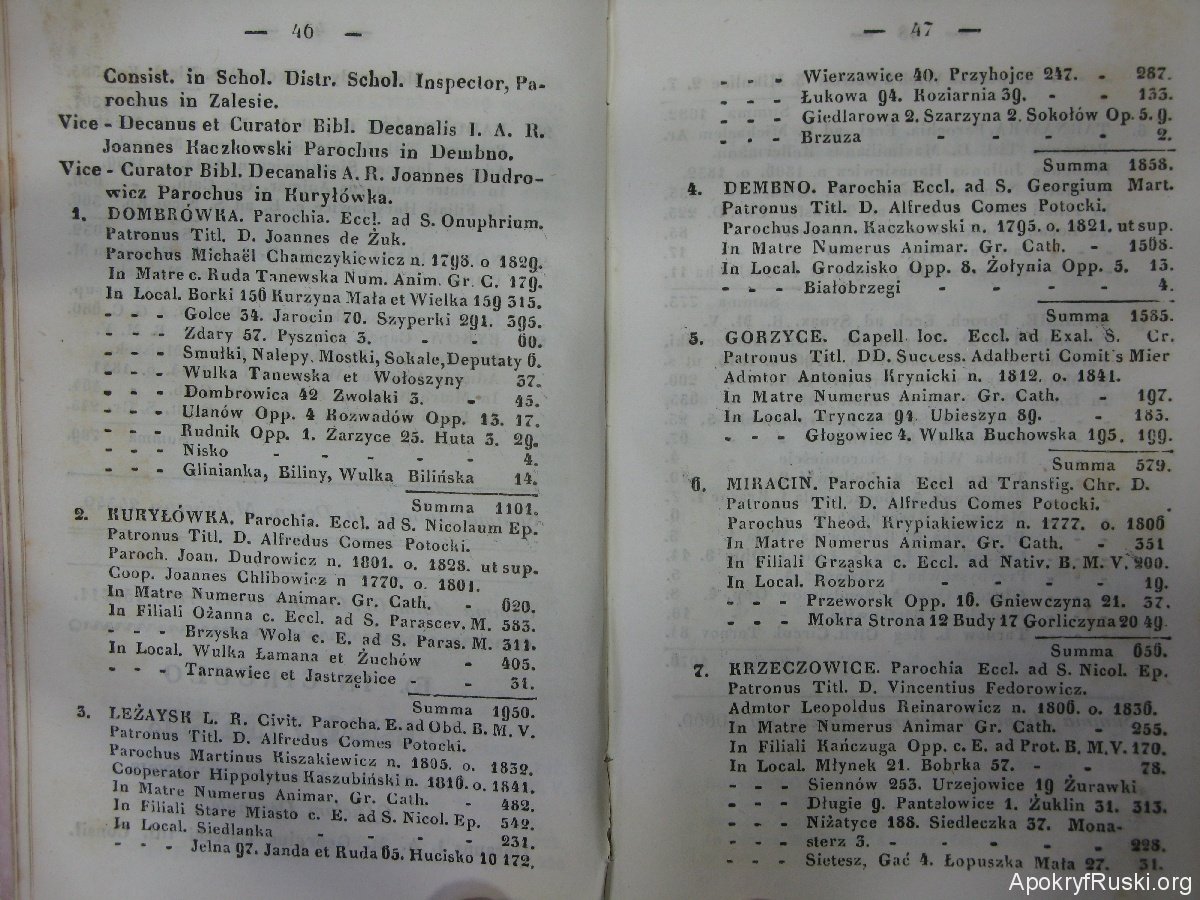 — 46 —
Consist. in Schol. Distr. Schol. Inspector, Pa-
rochus in Zalesie.
Vice - Decanus et Curator Bibl. Decanalis I. A. R.
Joannes Kaczkowski Parochus in Dembno.
Vice - Curator Bibl. Decanalis A. R. Joannes Dudro-
wicz Parochus in Kuryłówka.
1. DOMBRÓWKA. Parochia. Eccl. ad S. Onuphrium.
Patronus Titl. D. Joannes de Żuk.
Parochus Michaël Chamczykiewicz n. 1798. o 1829.
In Matre c. Ruda Tanewska Num. Anim. Gr. C. 179.
In Local. Borki 156 Kurzyna Mała et Wielka 159 315.
- - - Golce 34. Jarocin 70. Szyperki 291. 395.
- - - Zdary 57. Pysznica 3. - 60.
- - - Smułki, Nalepy, Mostki, Sokale, Deputaty 6.
- - - Wulka Tanewska et Wołoszyny 37.
- - - Dombrowica 42 Zwolaki 3. - 45.
- - - Ulanów Opp. 4 Rozwadów Opp. 13. 17.
- - - Rudnik Opp. 1. Zarzyce 25. Huta 3. 29.
- - - Nisko - - - - - 4.
- - - Glinianka, Biliny, Wulka Bilińska 14.
Summa 1101.
2. KURYŁÓWKA. Parochia. Eccl. ad S. Nicolaum Ep.
Patronus Titl. D. Alfredus Comes Potocki.
Paroch. Joan. Dudrowicz n. 1801. o. 1828. ut sup.
Coop. Joannes Chlibowicz n 1770. o. 1801.
In Matre Numerus Animar. Gr. Cath. - 620.
In Filiali Ożanna c. Eccl. ad S. Parascev. M. 583.
- - - Brzyska Wola c. E. ad S. Paras. M. 311.
In Local. Wulka Łamana et Żuchów - 405.
- - - Tarnawiec et Jastrzębice - - 31.
Summa 1950.
3. LEŻAYSK L. R. Civit. Parocha. E. ad Obd. B. M. V.
Patronus Titl. D. Alfredus Comes Potocki.
Parochus Martinus Kiszakiewicz n. 1805. o. 1832.
Cooperator Hippolytus Kaszubiński n. 1816. o. 1841.
In Matre Numerus Animar. Gr. Cath. - 482.
In Filiali Stare Miasto c. E. ad S. Nicol. Ep. 542.
In Local. Siedlanka - - - - 231.
- - - Jelna 97. Janda et Ruda 65. Hucisko 10 172.
— 47 —
- - - Wierzawice 40. Przyhojce 247. - 287.
- - - Łukowa 94. Koziarnia 39. - - 133.
- - - Giedlarowa 2. Szarzyna 2. Sokołów Op. 5. 9.
- - - Brzuza - - - - - 2.
Summa 1858.
4. DEMBNO. Parochia Eccl. ad S. Georgium Mart.
Patronus Titl. D. Alfredus Comes Potocki.
Parochus Joann. Kaczkowski n. 1795. o. 1821. ut sup.
In Matre Numerus Animar. Gr. Cath. - 1568.
In Local. Grodzisko Opp. 8. Żołynia Opp. 5. 13.
- - - Białobrzegi - - - - 4.
Summa 1585.
5. GORZYCE. Capell. loc. Eccl. ad Exal. S. Cr.
Patronus Titl. DD. Success. Adalberti Comit's Mier
Admtor Antonius Krynicki n. 1812. o. 1841.
In Matre Numerus Animar. Gr. Cath. - 197.
In Local. Tryncza 94. Ubieszyn 89. - 183.
- - - Głogowiec 4. Wulka Buchowska 195. 199.
Summa 579.
6. MIRACIN. Parochia Eccl ad Transfig. Chr. D.
Patronus Titl. D. Alfredus Comes Potocki.
Parochus Theod. Krypiakiewicz n. 1777. o. 1806
In Matre Numerus Animar. Gr. Cath. - 351
In Filiali Grząska c. Eccl. ad Nativ. B. M. V. 200.
In Local. Rozborz - - - - - 19.
- - - Przeworsk Opp. 16. Gniewczyna 21. 37.
- - - Mokra Strona 12 Budy 17 Gorliczyna 20 49.
Summa 656.
7. KRZECZOWICE. Parochia Eccl. ad S. Nicol. Ep.
Patronus Titl. D. Vincentius Fedorowicz.
Admtor Leopoldus Reinarowicz n. 1806. o. 1836.
In Matre Numerus Animar Gr. Cath. - 255.
In Filiali Kańczuga Opp. c. E. ad Prot. B. M. V. 170.
In Local. Młynek 21. Bobrka 57. - - 78.
- - - Siennów 253. Urzejowice 19 Żurawki
- - - Długie 9. Pantelowice 1. Żuklin 31. 313.
- - - Niżatyce 188. Siedleczka 37. Mona-
- - - sterz 3. - - - - - 228.
- - - Sietesz, Gać 4. Łopuszka Mała 27. 31.
ApokryfRuski.org